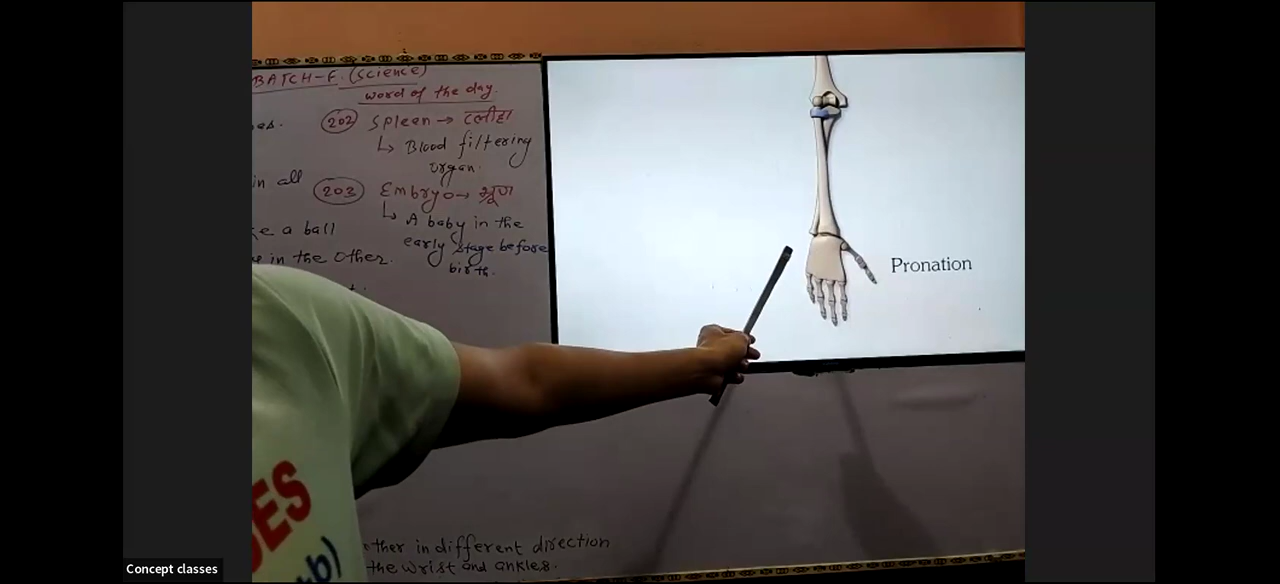 BATCH-F. (Science)
word of the day.
202 Spleen → प्लीहा
↳ Blood filtering
organ.
in all
203 Embryo → भ्रूण
↳ A baby in the
a ball
early stage before
in the other.
birth.
Pronation
ther in different direction
the wrist and ankles.
Concept classes